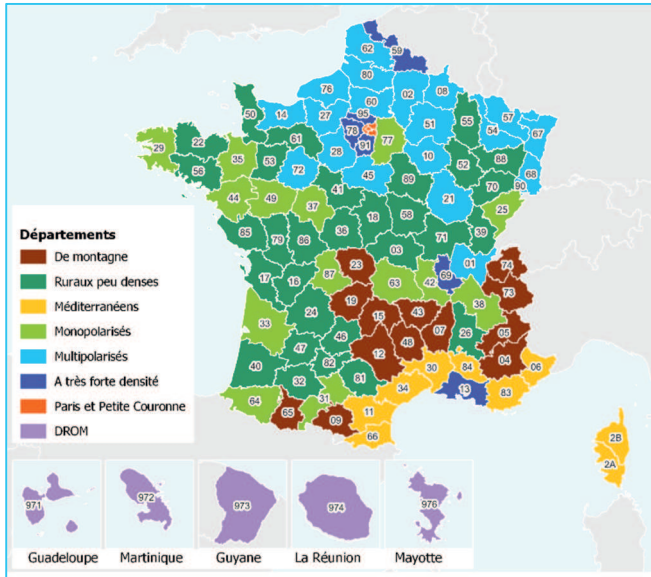 62 59
80
76 02 08
60
50 14 27 95 57
78 51 55 54 67
61 77
29 22 91 88
35 53 28 10 52 68
56 72 45
89 70 90
41 21
44 49 37 25
18 58
85 79 86 36 71 39
03
01
23 69 74
87 63 42
17 16 73
19 38
24 15 43
33 07 05
46 48 26
47 12 04
40 82 30 84 06
32 81 34
31 13 83
64 11
65 09
66
2B
2A
Départements
De montagne
Ruraux peu denses
Méditerranéens
Monopolarisés
Multipolarisés
A très forte densité
Paris et Petite Couronne
DROM
971 972 973 974 976
Guadeloupe Martinique Guyane La Réunion Mayotte